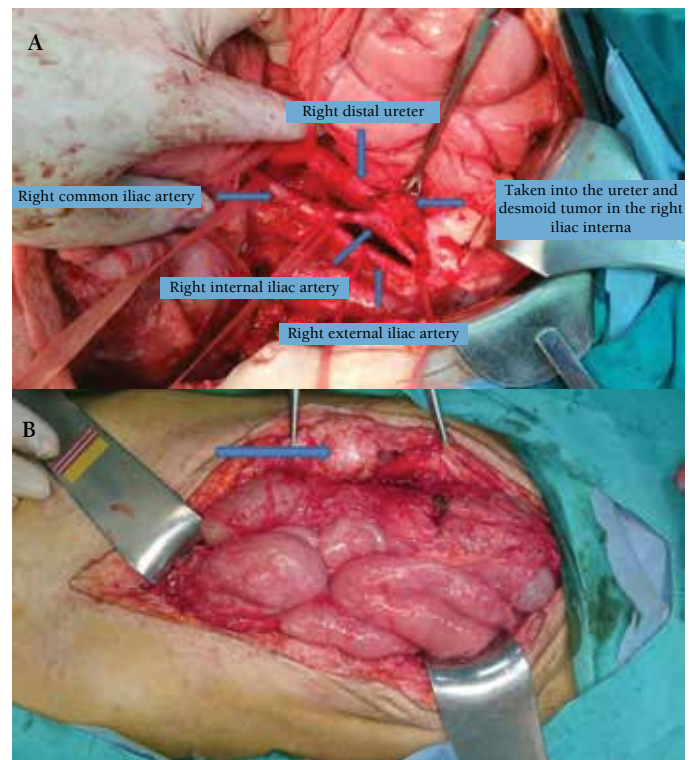 A
Right distal ureter
Right common iliac artery
Taken into the ureter and
desmoid tumor in the right
iliac interna
Right internal iliac artery
Right external iliac artery
B